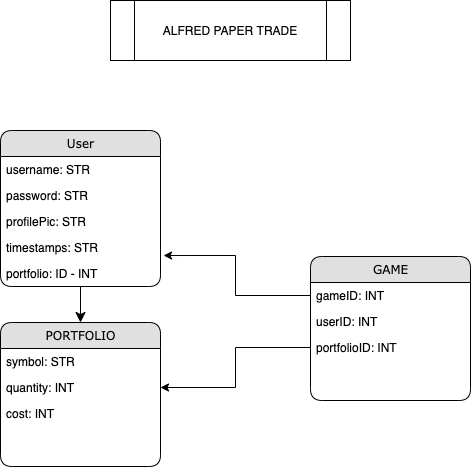 ALFRED PAPER TRADE
User
username: STR
password: STR
profilePic: STR
timestamps: STR
portfolio: ID - INT
PORTFOLIO
symbol: STR
quantity: INT
cost: INT
GAME
gameID: INT
userID: INT
portfolioID: INT